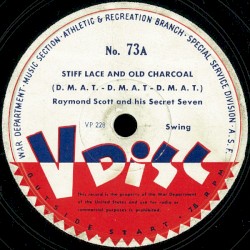 WAR DEPARTMENT·MUSIC SECTION·ATHLETIC & RECREATION BRANCH·SPECIAL SERVICE DIVISION A.S.F.
No. 73A
STIFF LACE AND OLD CHARCOAL
(D. M. A. T. - D. M. A. T - D. M. A. T.)
Raymond Scott and his Secret Seven
VP 228
Swing
V DISC
This record is the property of the War Department
of the United States and use for radio or
commercial purposes is prohibited.
OUTSIDE START 78 RPM